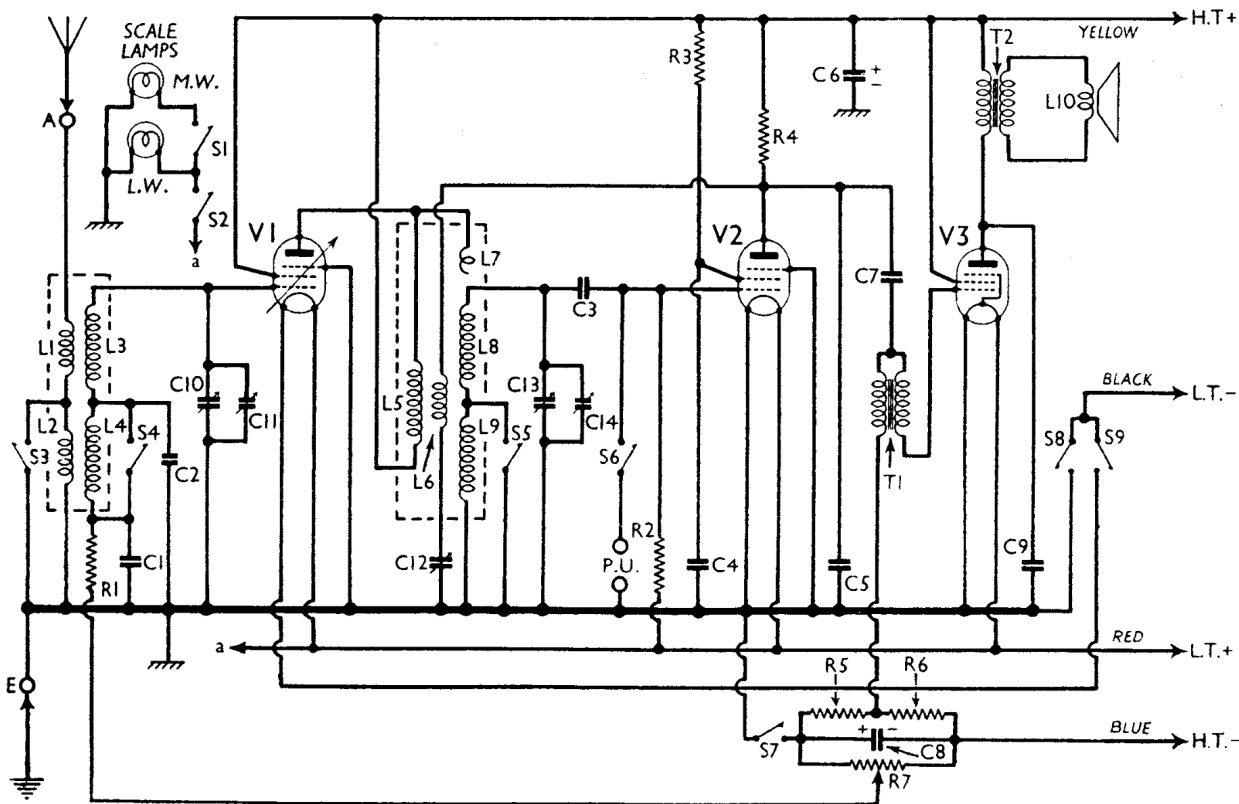 H.T+
YELLOW
SCALE
LAMPS
M.W.
L.W.
A
S1
S2
a
R3
C6
+
-
T2
L10
R4
V1
V2
V3
L7
C7
C3
L1
L3
L8
C10
C11
L5
C13
C14
BLACK
L.T.-
L2
L4
S4
S3
C2
L9
S5
S6
S8
S9
L6
T1
R1
C1
C12
P.U.
R2
C4
C5
C9
a
RED
L.T.+
E
R5
R6
+
-
BLUE
H.T.-
S7
C8
R7